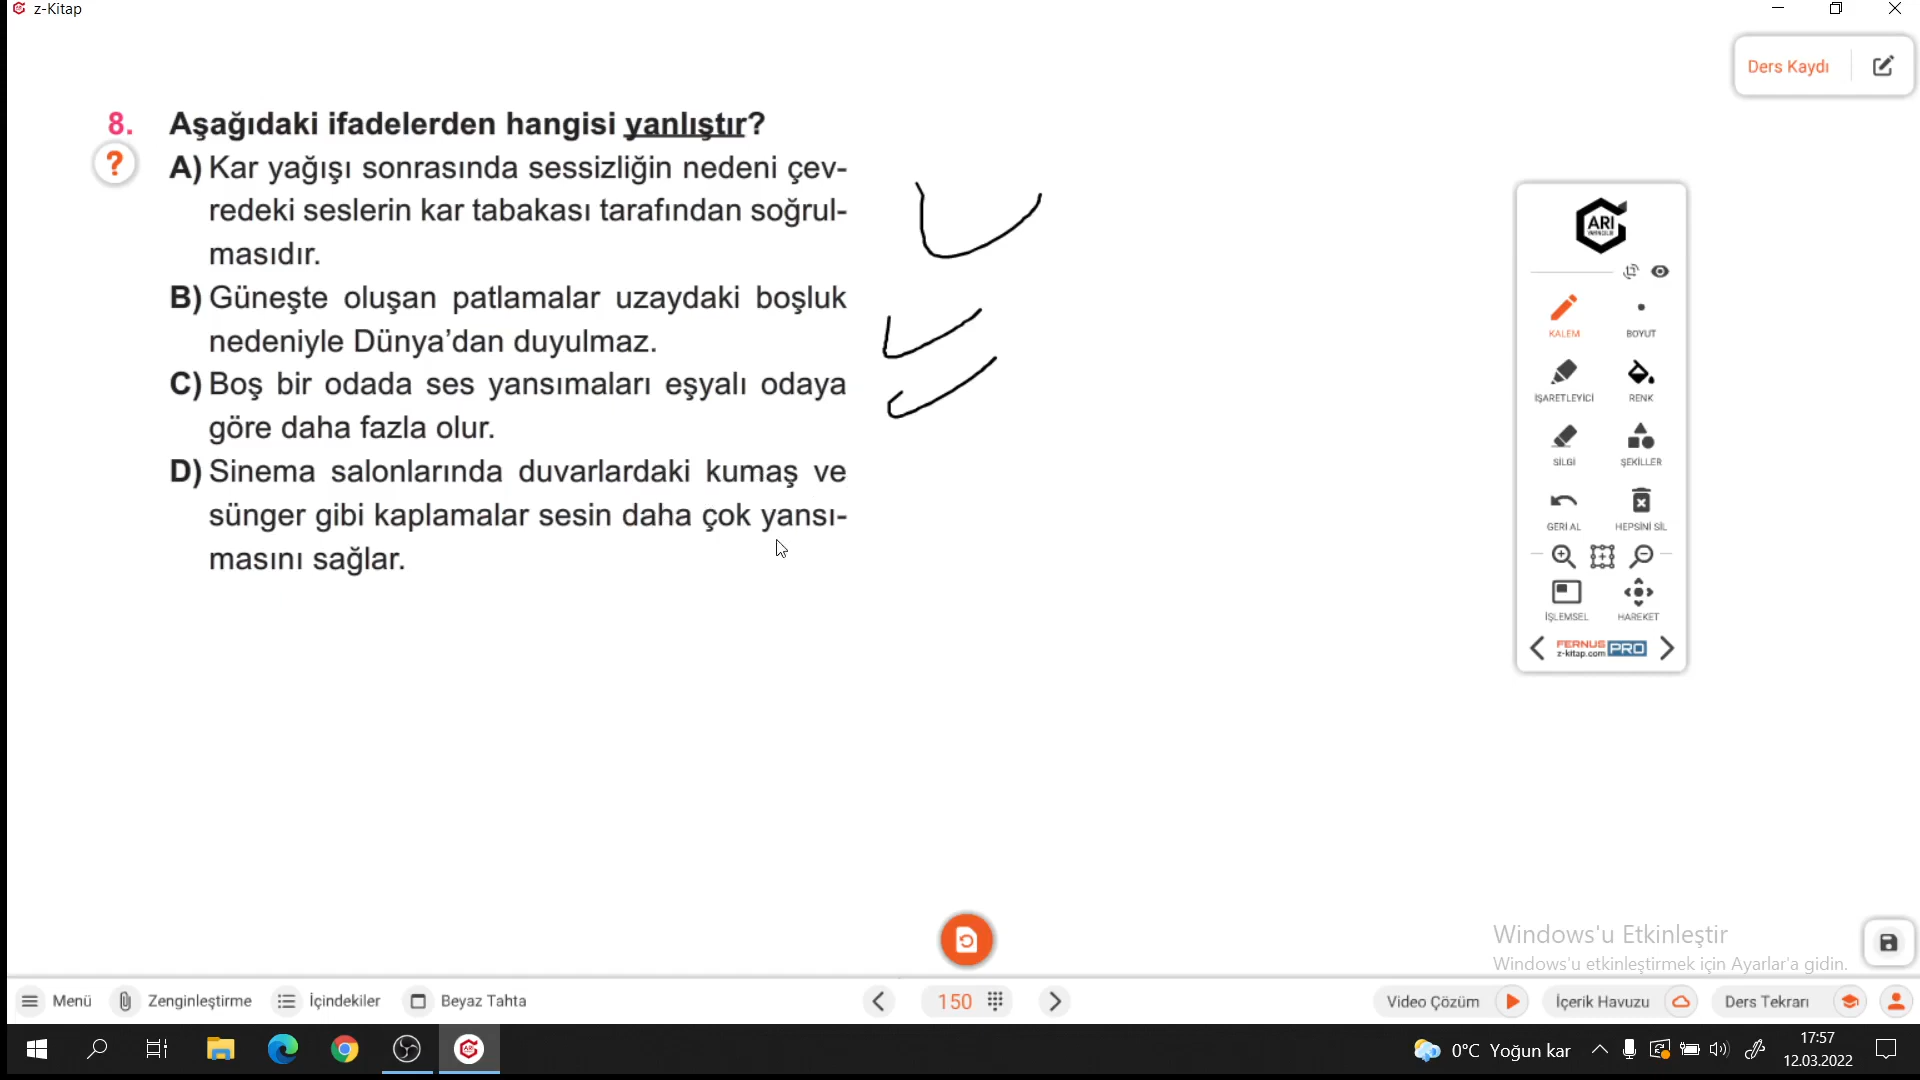 z-Kitap
Ders Kaydı
8. Aşağıdaki ifadelerden hangisi yanlıştır?
?
A) Kar yağışı sonrasında sessizliğin nedeni çev-
redeki seslerin kar tabakası tarafından soğrul-
masıdır.
B) Güneşte oluşan patlamalar uzaydaki boşluk
nedeniyle Dünya’dan duyulmaz.
C) Boş bir odada ses yansımaları eşyalı odaya
göre daha fazla olur.
D) Sinema salonlarında duvarlardaki kumaş ve
sünger gibi kaplamalar sesin daha çok yansı-
masını sağlar.
ARI
KALEM BOYUT
İŞARETLEYİCİ RENK
SİLGİ ŞEKİLLER
GERİ AL HEPSİNİ SİL
İŞLEMSEL HAREKET
FERNUS
z-kitap.com PRO
Windows'u Etkinleştir
Windows'u etkinleştirmek için Ayarlar'a gidin.
Menü Zenginleştirme İçindekiler Beyaz Tahta 150 Video Çözüm İçerik Havuzu Ders Tekrarı
0°C Yoğun kar 17:57
12.03.2022